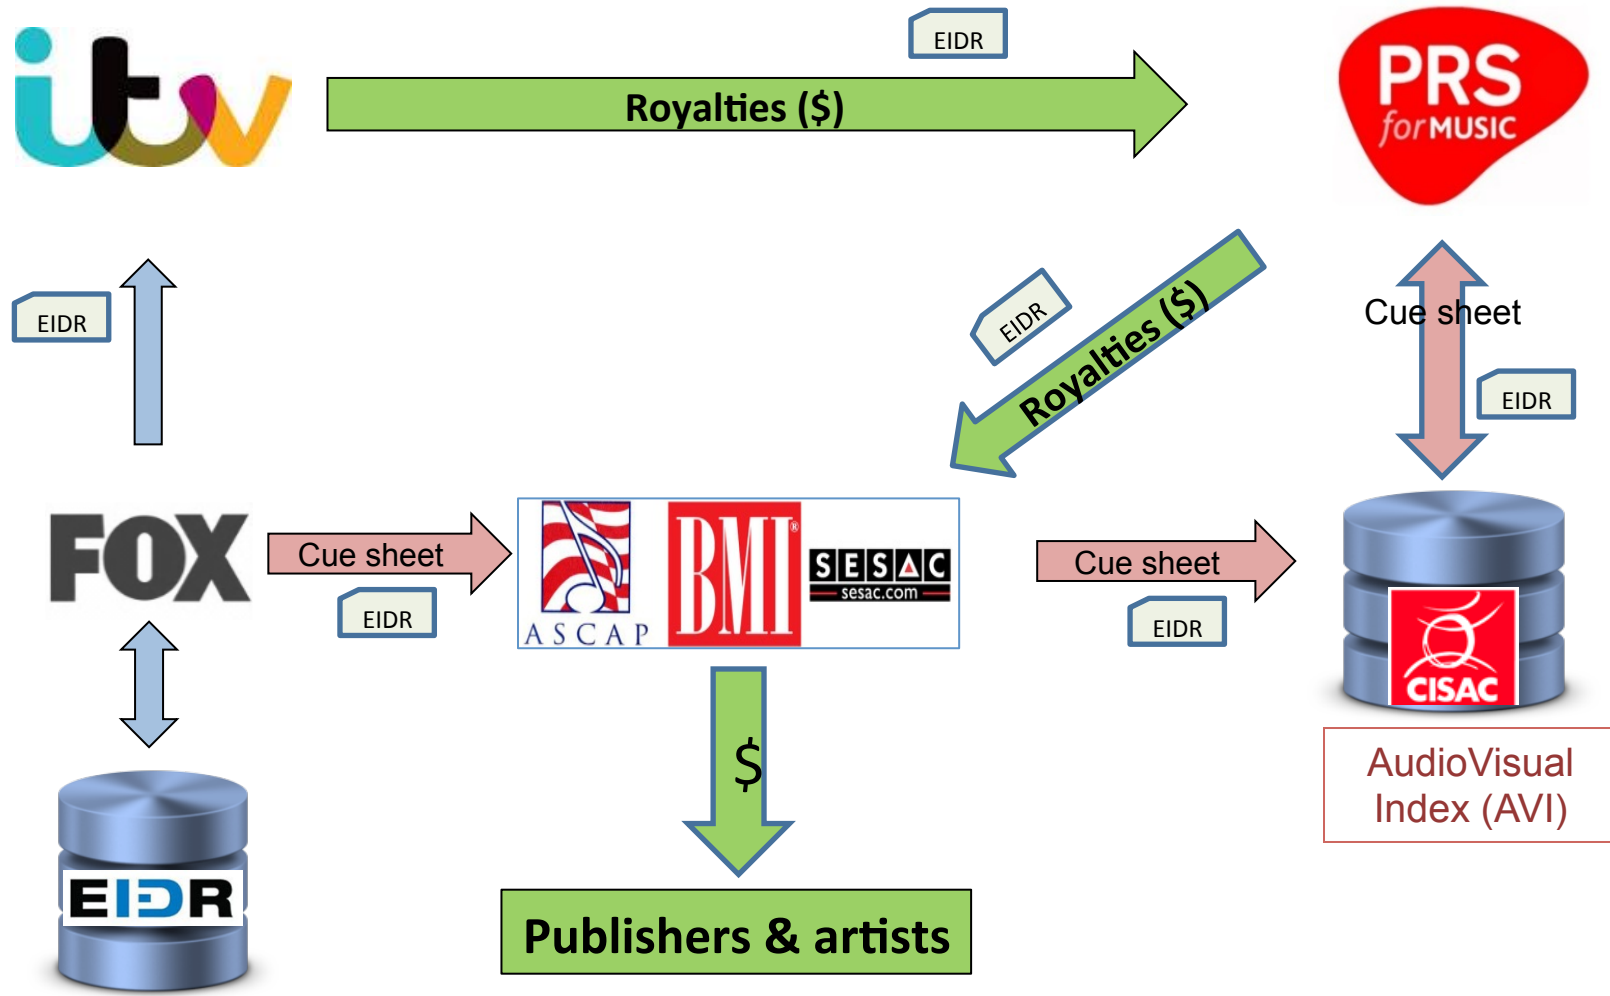 itv
EIDR
Royalties ($)
PRS
for MUSIC
EIDR
EIDR
Royalties ($)
Cue sheet
EIDR
FOX
Cue sheet
EIDR
ASCAP
BMI®
SESAC
sesac.com
Cue sheet
EIDR
CISAC
AudioVisual
Index (AVI)
$
EIDR
Publishers & artists